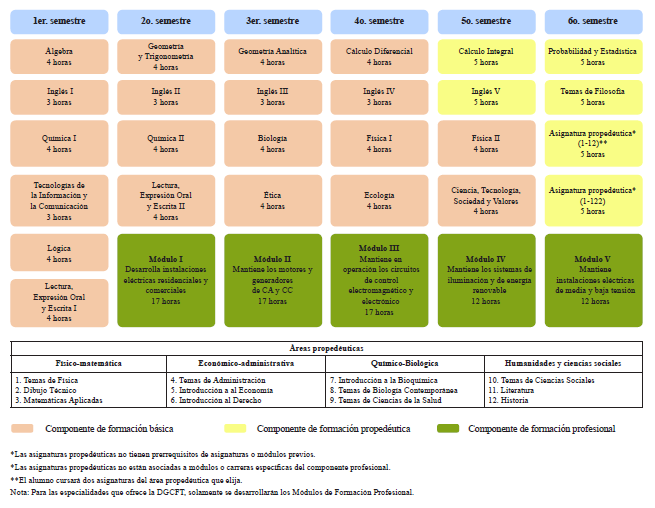 1er. semestre
2o. semestre
3er. semestre
4o. semestre
5o. semestre
6o. semestre
Álgebra
4 horas
Geometría
y Trigonometría
4 horas
Geometría Analítica
4 horas
Cálculo Diferencial
4 horas
Cálculo Integral
5 horas
Probabilidad y Estadística
5 horas
Inglés I
3 horas
Inglés II
3 horas
Inglés III
3 horas
Inglés IV
3 horas
Inglés V
5 horas
Temas de Filosofía
5 horas
Química I
4 horas
Química II
4 horas
Biología
4 horas
Física I
4 horas
Física II
4 horas
Asignatura propedéutica*
(1-12)**
5 horas
Tecnologías de
la Información y
la Comunicación
3 horas
Lectura,
Expresión Oral
y Escrita II
4 horas
Ética
4 horas
Ecología
4 horas
Ciencia, Tecnología,
Sociedad y Valores
4 horas
Asignatura propedéutica*
(1-122)
5 horas
Lógica
4 horas
Lectura,
Expresión Oral
y Escrita I
4 horas
Módulo I
Desarrolla instalaciones
eléctricas residenciales y
comerciales
17 horas
Módulo II
Mantiene los motores y
generadores
de CA y CC
17 horas
Módulo III
Mantiene en
operación los circuitos
de control
electromagnético y
electrónico
17 horas
Módulo IV
Mantiene los sistemas de
iluminación y de energía
renovable
12 horas
Módulo V
Mantiene
instalaciones eléctricas
de media y baja tensión
12 horas
Áreas propedéuticas
Físico-matemática
Económico-administrativa
Químico-Biológica
Humanidades y ciencias sociales
1. Temas de Física
2. Dibujo Técnico
3. Matemáticas Aplicadas
4. Temas de Administración
5. Introducción a al Economía
6. Introducción al Derecho
7. Introducción a la Bioquímica
8. Temas de Biología Contemporánea
9. Temas de Ciencias de la Salud
10. Temas de Ciencias Sociales
11. Literatura
12. Historia
Componente de formación básica
Componente de formación propedéutica
Componente de formación profesional
*Las asignaturas propedéuticas no tienen prerrequisitos de asignaturas o módulos previos.
*Las asignaturas propedéuticas no están asociadas a módulos o carreras específicas del componente profesional.
**El alumno cursará dos asignaturas del área propedéutica que elija.
Nota: Para las especialidades que ofrece la DGCFT, solamente se desarrollarán los Módulos de Formación Profesional.